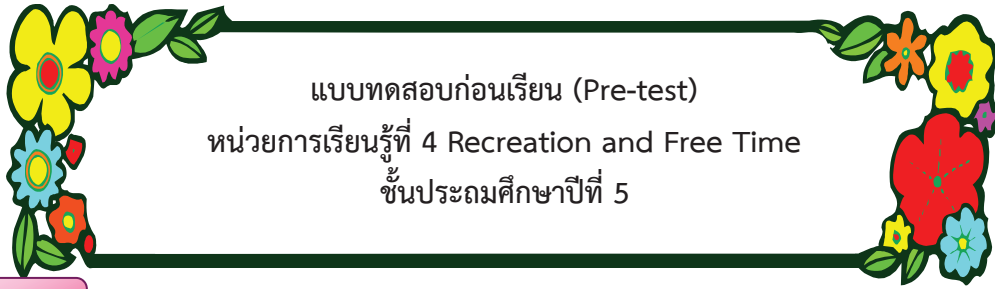 แบบทดสอบก่อนเรียน (Pre-test)
หน่วยการเรียนรู้ที่ 4 Recreation and Free Time
ชั้นประถมศึกษาปีที่ 5